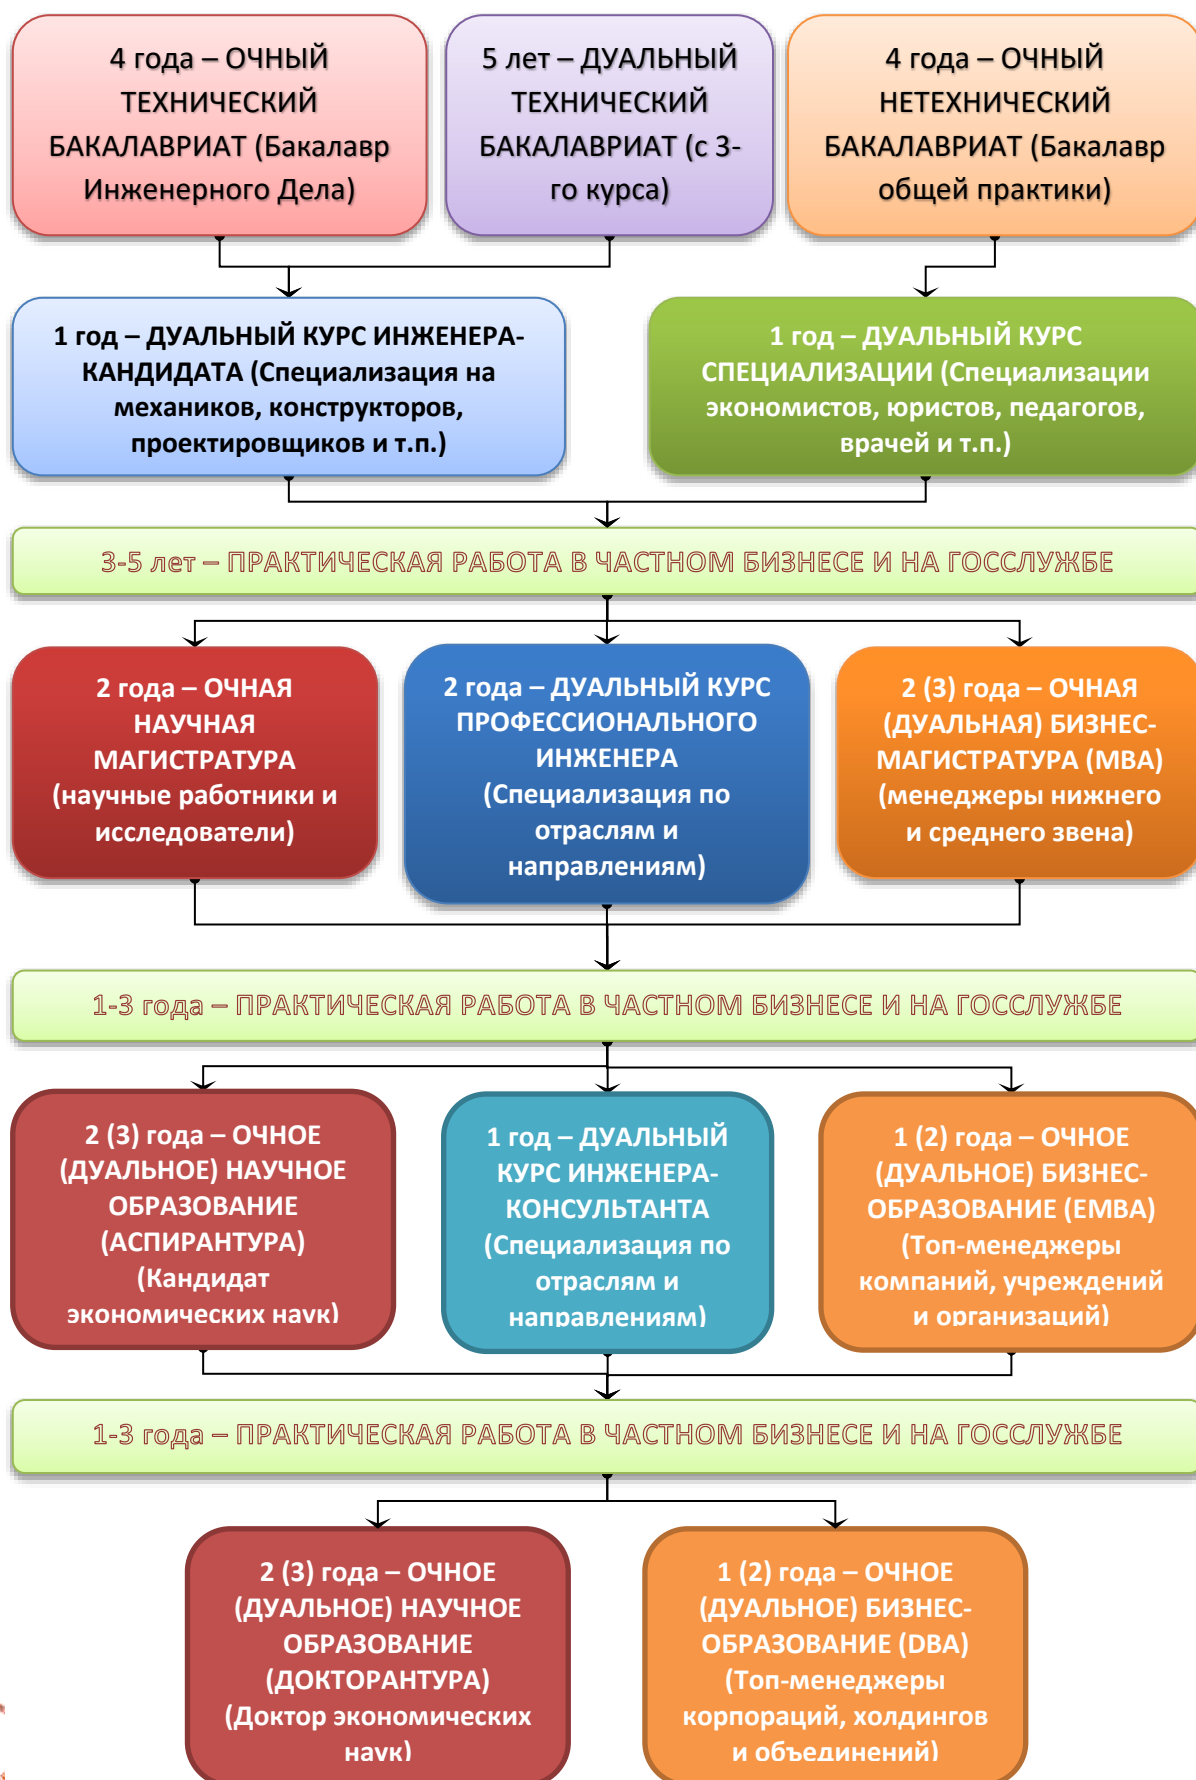 4 года – ОЧНЫЙ
ТЕХНИЧЕСКИЙ
БАКАЛАВРИАТ (Бакалавр
Инженерного Дела)
5 лет – ДУАЛЬНЫЙ
ТЕХНИЧЕСКИЙ
БАКАЛАВРИАТ (с 3-
го курса)
4 года – ОЧНЫЙ
НЕТЕХНИЧЕСКИЙ
БАКАЛАВРИАТ (Бакалавр
общей практики)
1 год – ДУАЛЬНЫЙ КУРС ИНЖЕНЕРА-
КАНДИДАТА (Специализация на
механиков, конструкторов,
проектировщиков и т.п.)
1 год – ДУАЛЬНЫЙ КУРС
СПЕЦИАЛИЗАЦИИ (Специализации
экономистов, юристов, педагогов,
врачей и т.п.)
3-5 лет – ПРАКТИЧЕСКАЯ РАБОТА В ЧАСТНОМ БИЗНЕСЕ И НА ГОССЛУЖБЕ
2 года – ОЧНАЯ
НАУЧНАЯ
МАГИСТРАТУРА
(научные работники и
исследователи)
2 года – ДУАЛЬНЫЙ КУРС
ПРОФЕССИОНАЛЬНОГО
ИНЖЕНЕРА
(Специализация по
отраслям и
направлениям)
2 (3) года – ОЧНАЯ
(ДУАЛЬНАЯ) БИЗНЕС-
МАГИСТРАТУРА (MBA)
(менеджеры нижнего
и среднего звена)
1-3 года – ПРАКТИЧЕСКАЯ РАБОТА В ЧАСТНОМ БИЗНЕСЕ И НА ГОССЛУЖБЕ
2 (3) года – ОЧНОЕ
(ДУАЛЬНОЕ) НАУЧНОЕ
ОБРАЗОВАНИЕ
(АСПИРАНТУРА)
(Кандидат
экономических наук)
1 год – ДУАЛЬНЫЙ
КУРС ИНЖЕНЕРА-
КОНСУЛЬТАНТА
(Специализация по
отраслям и
направлениям)
1 (2) года – ОЧНОЕ
(ДУАЛЬНОЕ) БИЗНЕС-
ОБРАЗОВАНИЕ (EMBA)
(Топ-менеджеры
компаний, учреждений
и организаций)
1-3 года – ПРАКТИЧЕСКАЯ РАБОТА В ЧАСТНОМ БИЗНЕСЕ И НА ГОССЛУЖБЕ
2 (3) года – ОЧНОЕ
(ДУАЛЬНОЕ) НАУЧНОЕ
ОБРАЗОВАНИЕ
(ДОКТОРАНТУРА)
(Доктор экономических
наук)
1 (2) года – ОЧНОЕ
(ДУАЛЬНОЕ) БИЗНЕС-
ОБРАЗОВАНИЕ (DBA)
(Топ-менеджеры
корпораций, холдингов
и объединений)